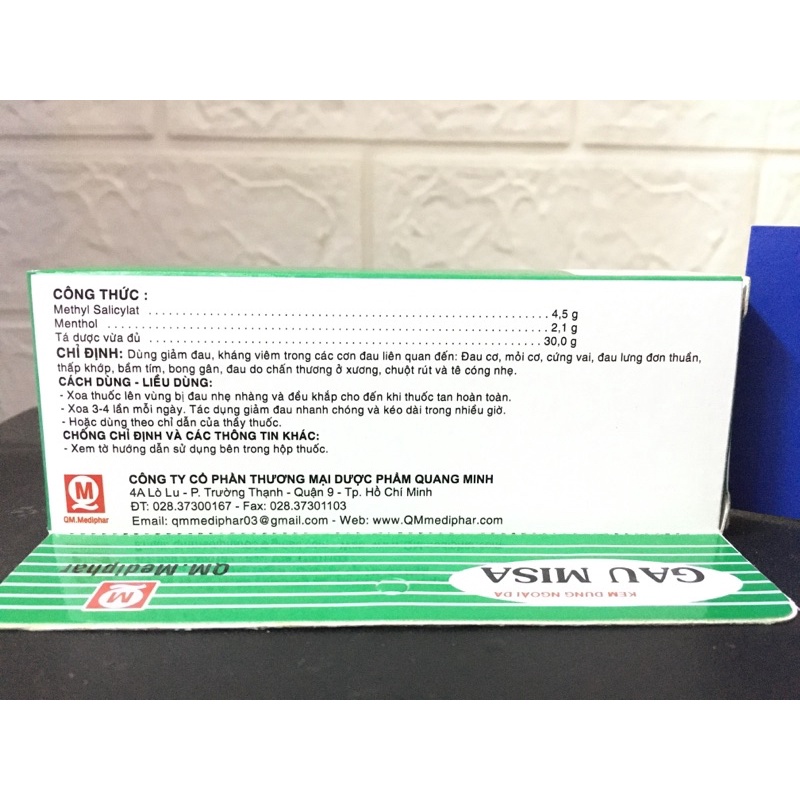 CÔNG THỨC :
Methyl Salicylat ........................................ 4,5 g
Menthol ........................................ 2,1 g
Tá dược vừa đủ ........................................ 30,0 g
CHỈ ĐỊNH: Dùng giảm đau, kháng viêm trong các cơn đau liên quan đến: Đau cơ, mỏi cơ, cứng vai, đau lưng đơn thuần,
thấp khớp, bầm tím, bong gân, đau do chấn thương ở xương, chuột rút và tê cóng nhẹ.
CÁCH DÙNG - LIỀU DÙNG:
- Xoa thuốc lên vùng bị đau nhẹ nhàng và đều khắp cho đến khi thuốc tan hoàn toàn.
- Xoa 3-4 lần mỗi ngày. Tác dụng giảm đau nhanh chóng và kéo dài trong nhiều giờ.
- Hoặc dùng theo chỉ dẫn của thầy thuốc.
CHỐNG CHỈ ĐỊNH VÀ CÁC THÔNG TIN KHÁC:
- Xem tờ hướng dẫn sử dụng bên trong hộp thuốc.
M
QM.Mediphar
CÔNG TY CỔ PHẦN THƯƠNG MẠI DƯỢC PHẨM QUANG MINH
4A Lò Lu - P. Trường Thạnh - Quận 9 - Tp. Hồ Chí Minh
ĐT: 028.37300167 - Fax: 028.37301103
Email: qmmediphar03@gmail.com - Web: www.QMmediphar.com
QM.Mediphar
M
GAU MISA
KEM DÙNG NGOÀI DA